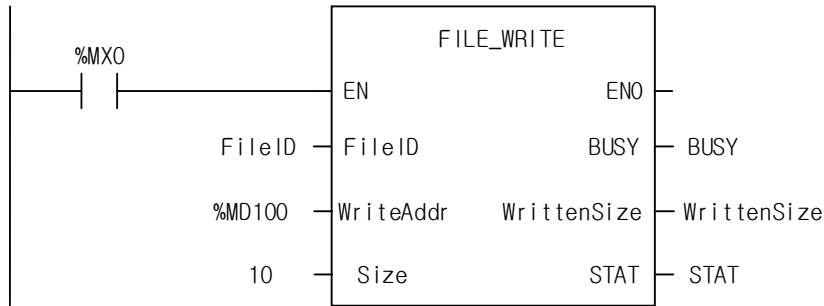 FILE_WRITE
%MX0
EN ENO
FileID FileID BUSY BUSY
%MD100 WriteAddr WrittenSize WrittenSize
10 Size STAT STAT